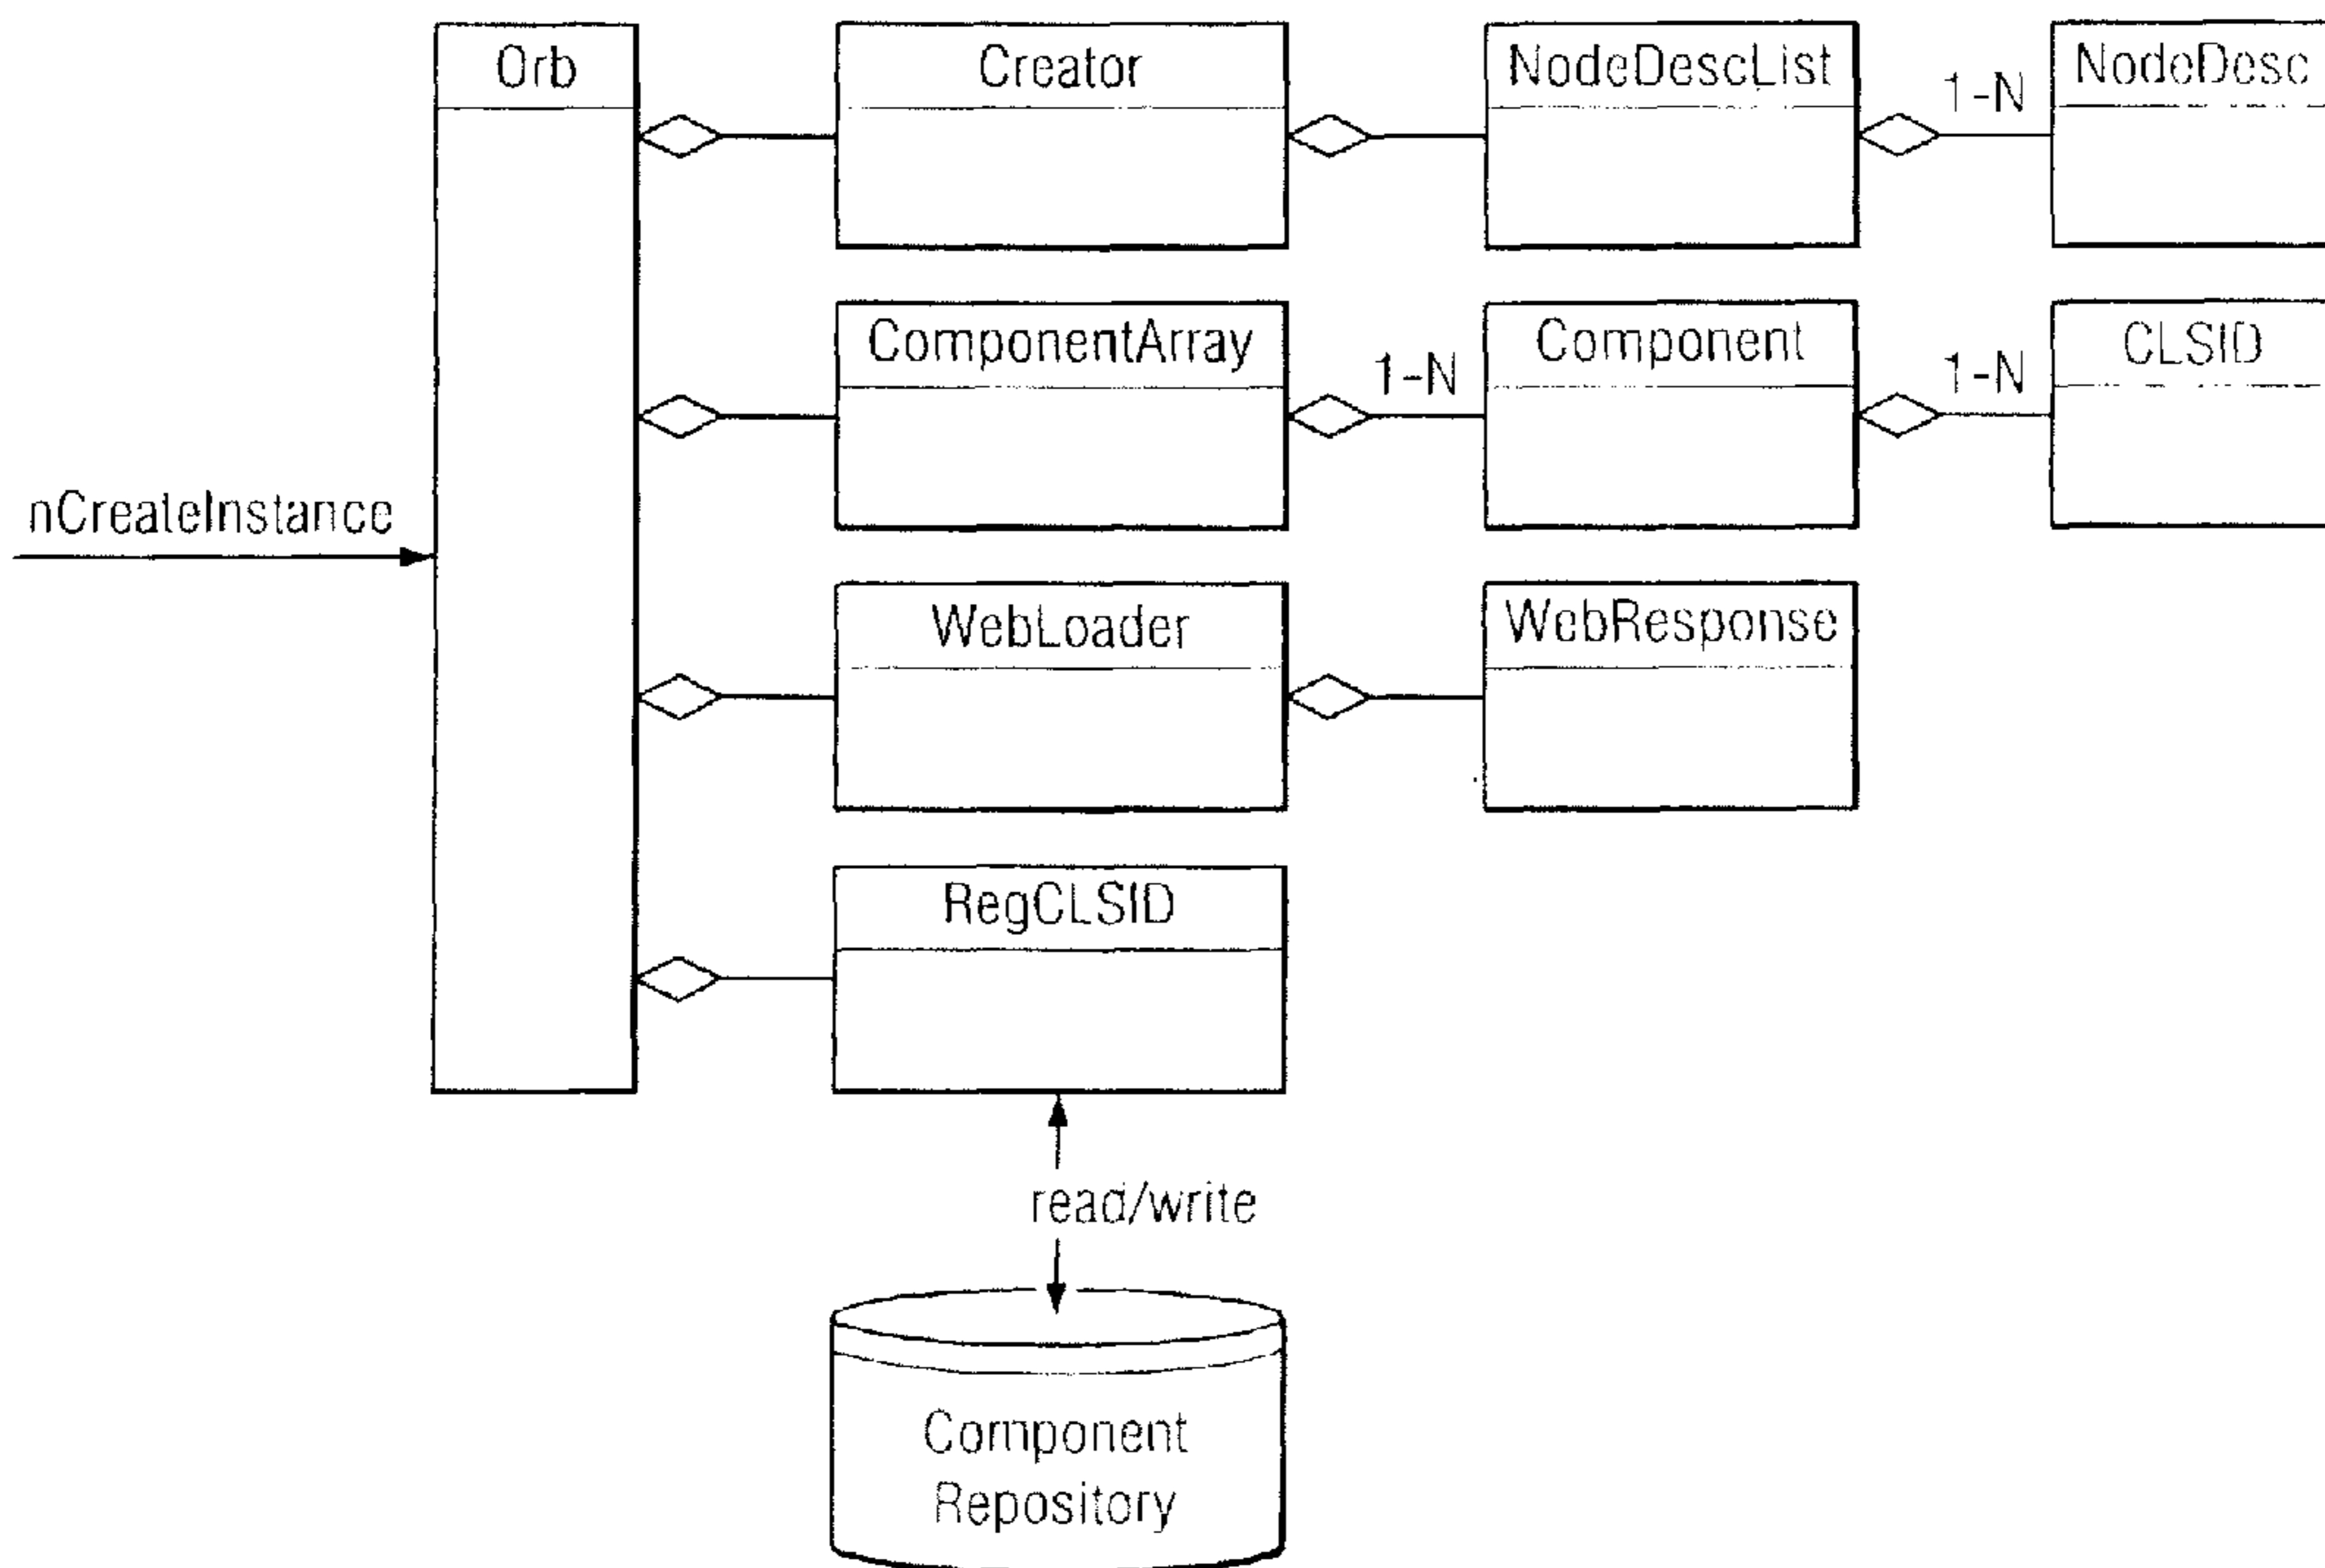 Orb
Creator
NodeDescList
1-N
NodeDesc
ComponentArray
1-N
Component
1-N
CLSID
nCreateInstance
WebLoader
WebResponse
RegCLSID
read/write
Component
Repository